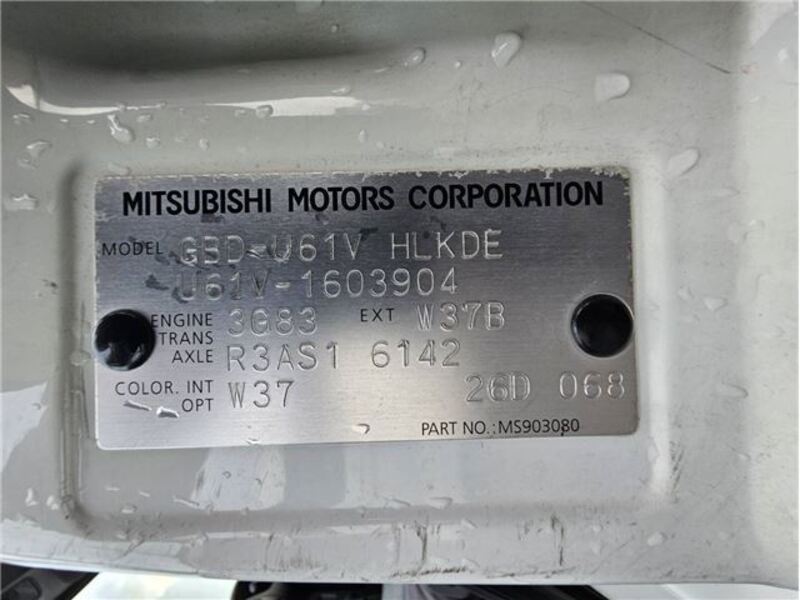 MITSUBISHI MOTORS CORPORATION
MODEL GBD-U61V HLKDE
U61V-1603904
ENGINE 3G83 EXT W37B
TRANS AXLE R3AS1 6142
COLOR. INT OPT W37 26D 068
PART NO.:MS903080